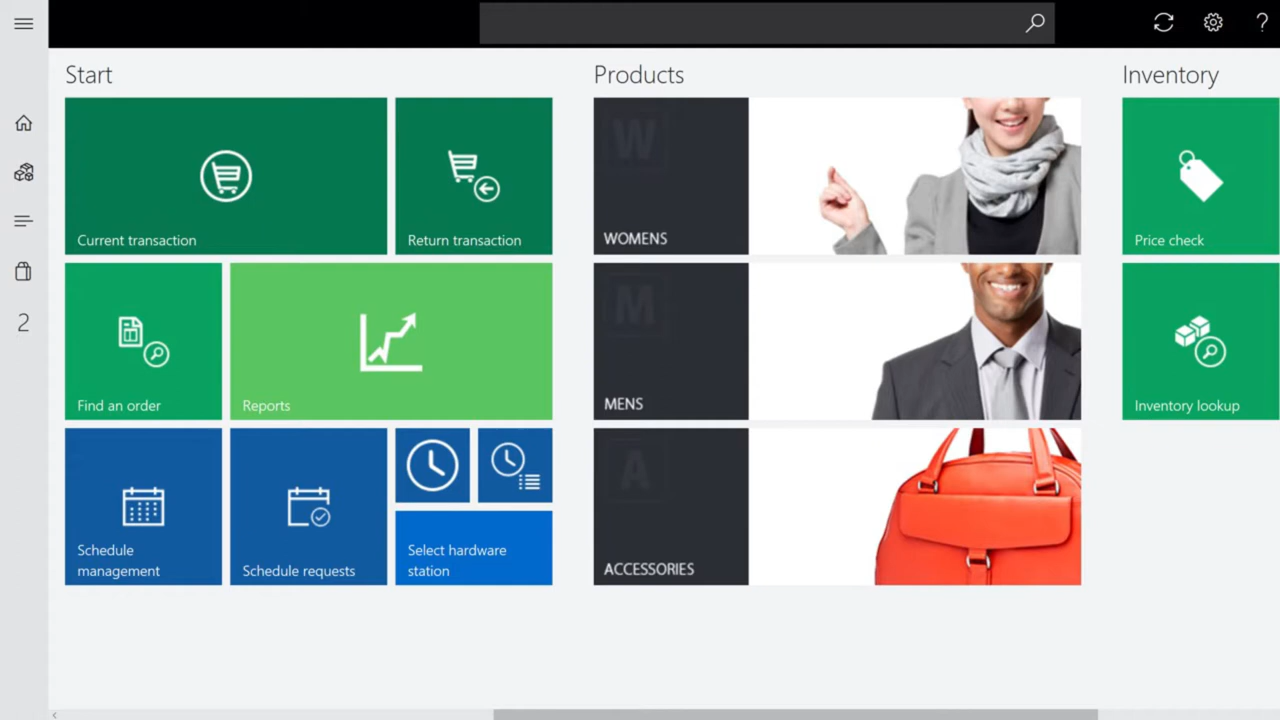 Start
Products
Inventory
Current transaction
Return transaction
W
WOMENS
Price check
2
Find an order
Reports
M
MENS
Inventory lookup
Schedule
management
Schedule requests
Select hardware
station
A
ACCESSORIES
?